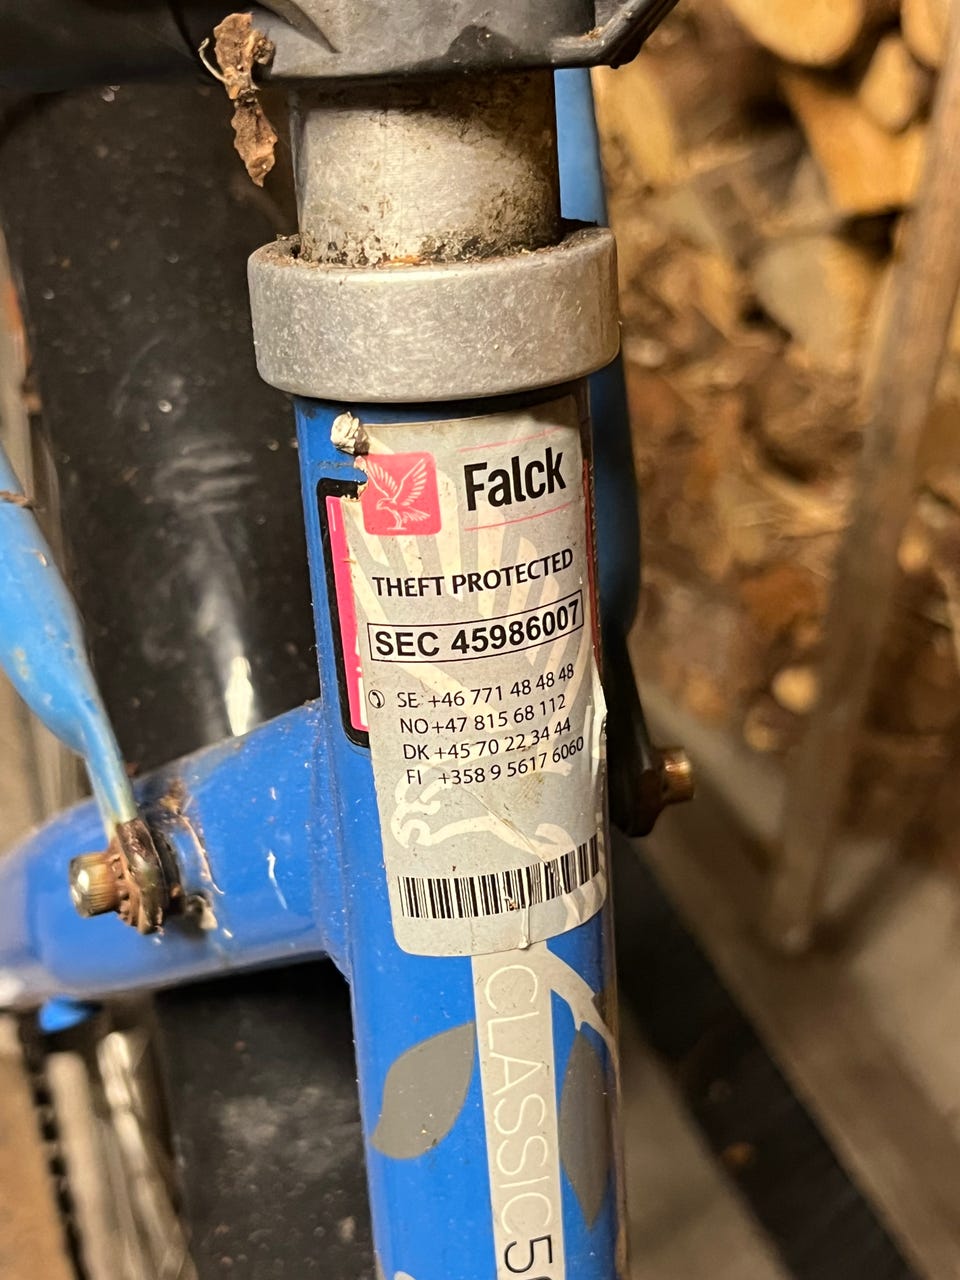 Falck
THEFT PROTECTED
SEC 45986007
SE +46 771 48 48 48
NO +47 815 68 112
DK +45 70 22 34 44
FI +358 9 5617 6060
CLASSIC